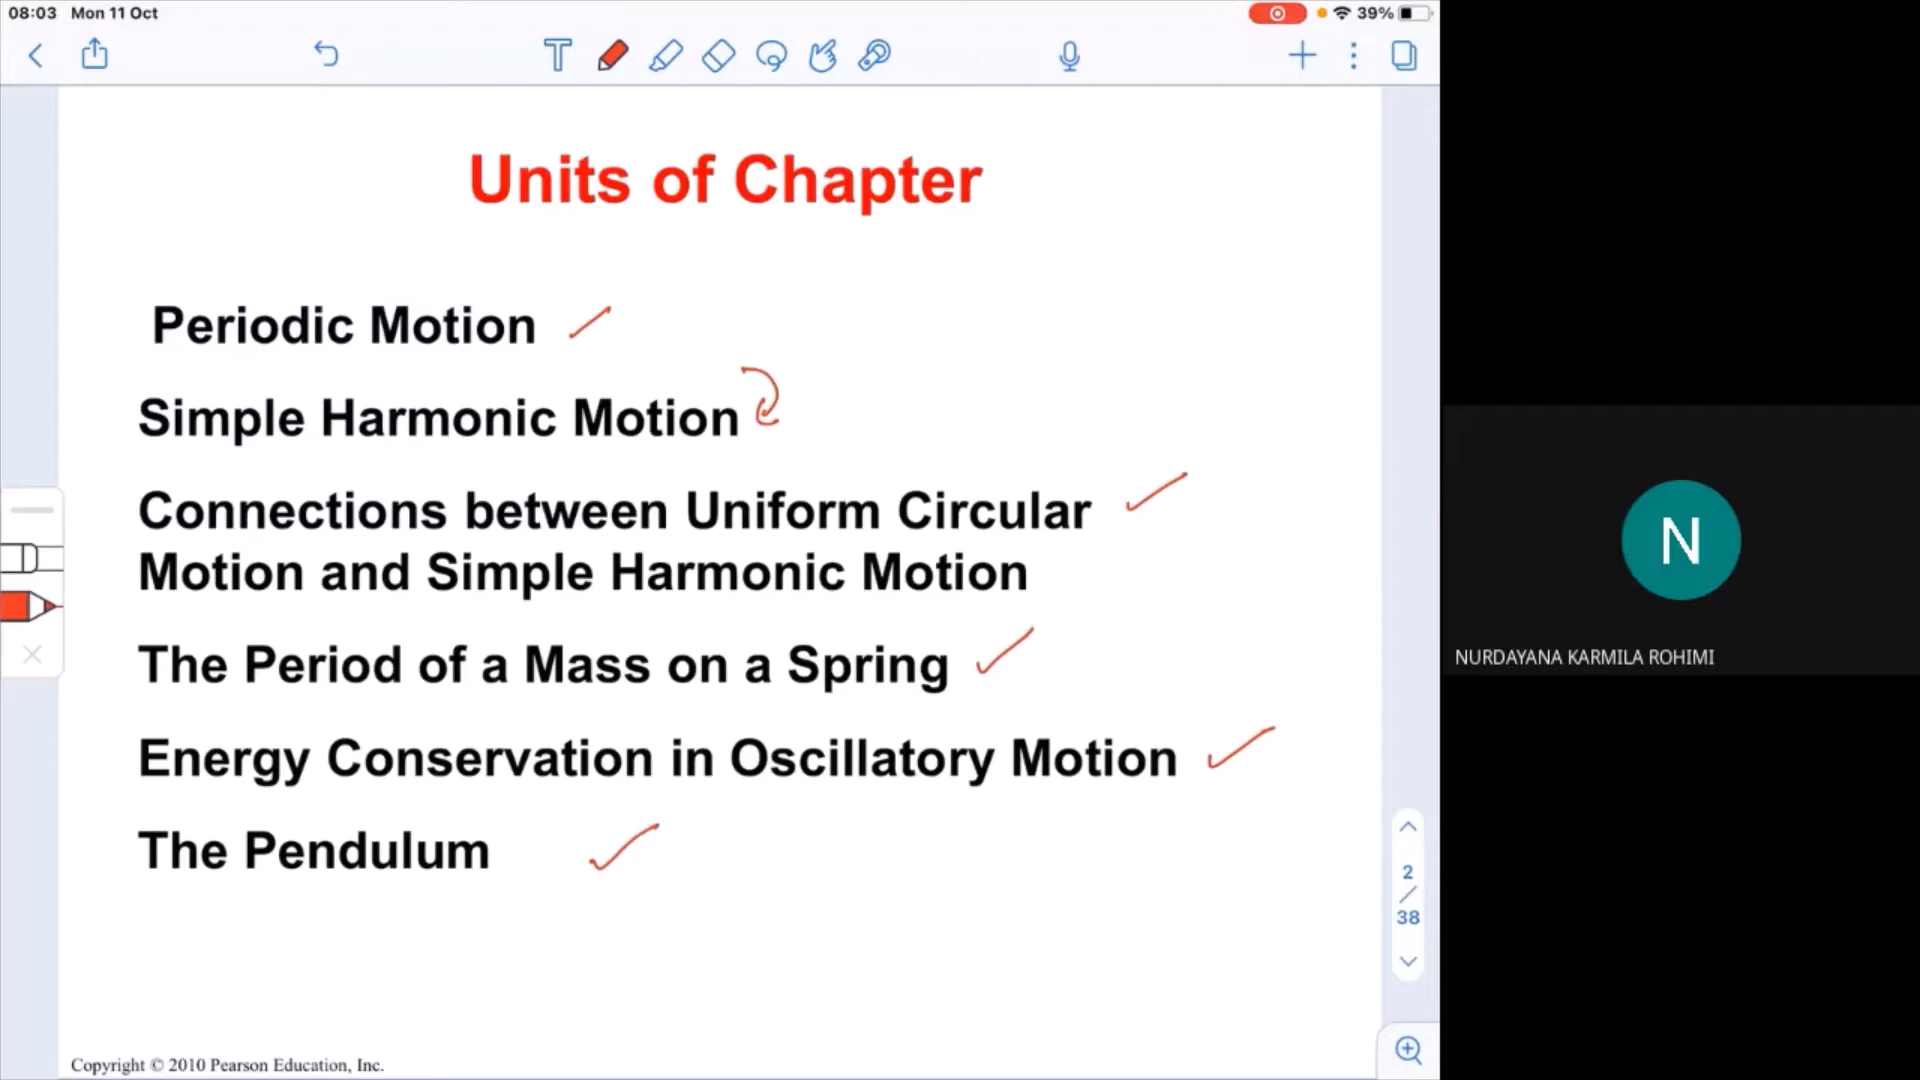 08:03 Mon 11 Oct
39%
Units of Chapter
Periodic Motion
Simple Harmonic Motion
Connections between Uniform Circular
Motion and Simple Harmonic Motion
The Period of a Mass on a Spring
Energy Conservation in Oscillatory Motion
The Pendulum
2
/
38
Copyright © 2010 Pearson Education, Inc.
N
NURDAYANA KARMILA ROHIMI